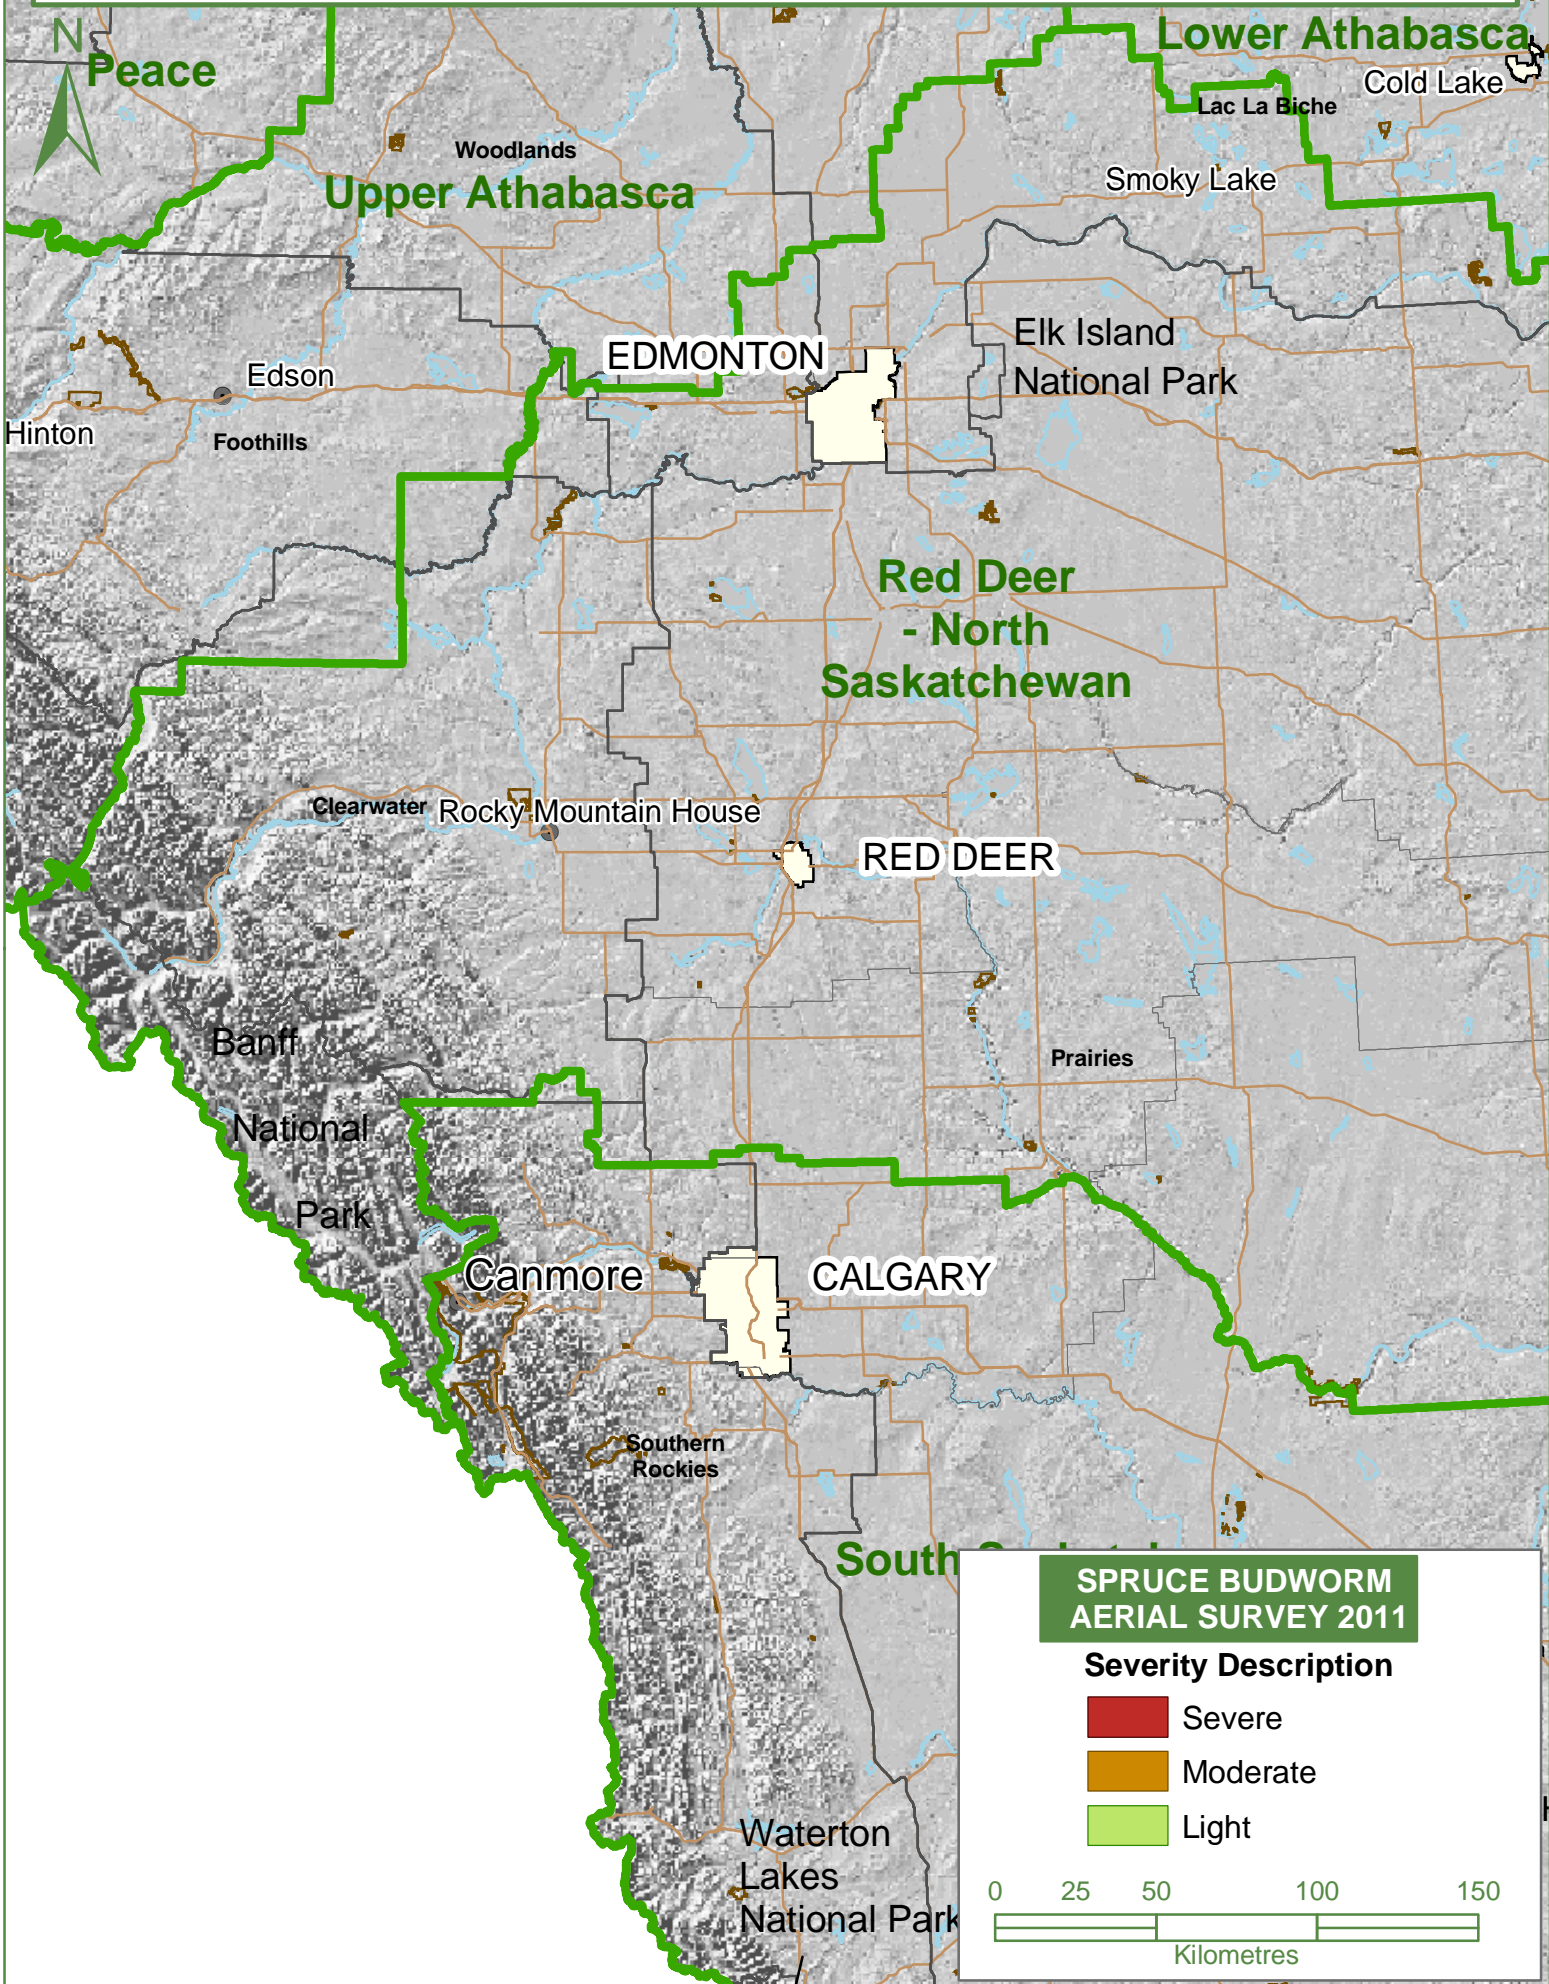 N
Peace
Lower Athabasca
Cold Lake
Lac La Biche
Woodlands
Upper Athabasca
Smoky Lake
EDMONTON
Elk Island
National Park
Edson
Hinton
Foothills
Red Deer
- North
Saskatchewan
Clearwater
Rocky Mountain House
RED DEER
Banff
National
Park
Prairies
Canmore
CALGARY
Southern
Rockies
South
SPRUCE BUDWORM
AERIAL SURVEY 2011
Severity Description
Severe
Moderate
Light
Waterton
Lakes
National Park
0 25 50 100 150
Kilometres